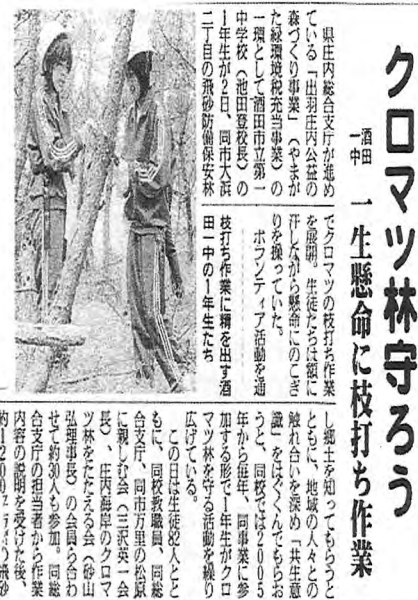 クロマツ林守ろう
酒田一中
一生懸命に枝打ち作業
県庄内総合支庁が進め
ている「出羽庄内公益の
森づくり事業」(やまが
た緑環境税充当事業)の
一環として酒田市立第一
中学校(池田登校長)の
1年生が2日、同市大浜
二丁目の飛砂防備保安林
でクロマツの枝打ち作業
を展開。生徒たちは額に
汗しながら懸命にのこぎ
りを操っていた。
ボランティア活動を通
枝打ち作業に精を出す酒
田一中の1年生たち
し郷土を知ってもらうと
ともに、地域の人々との
触れ合いを深め「共生意
識」をはぐくんでもらお
うと、同校では2005
年から毎年、同事業に参
加する形で1年生がクロ
マツ林を守る活動を繰り
広げている。
この日は生徒82人とと
もに、同校教職員、同総
合支庁、同市万里の松原
に親しむ会(三沢英一会
長)、庄内海岸のクロマ
ツ林をたたえる会(砂山
弘理事長)の会員ら合わ
せて約30人も参加。同総
合支庁の担当者から作業
内容の説明を受けた後、